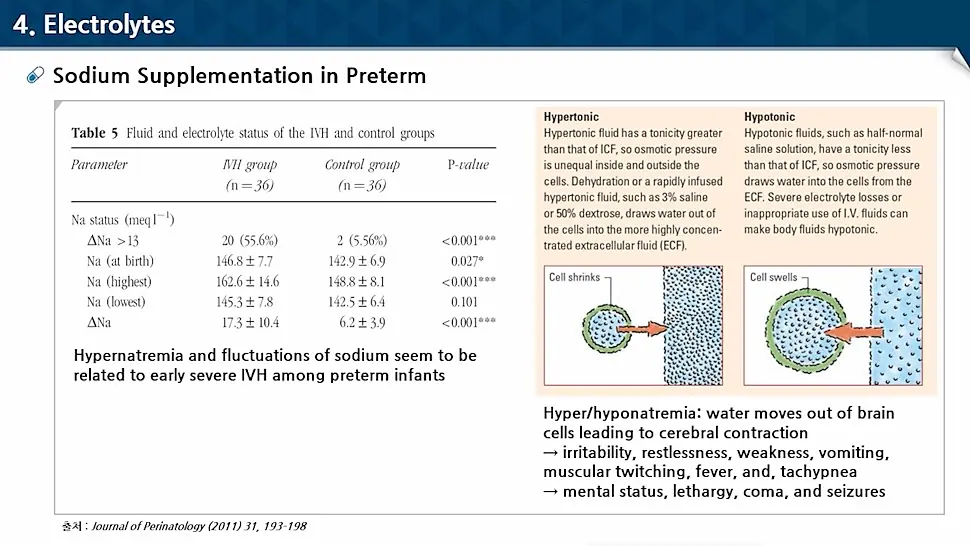 4. Electrolytes
Sodium Supplementation in Preterm
Table 5 Fluid and electrolyte status of the IVH and control groups
Parameter IVH group Control group P-value
(n=36) (n=36)
Na status (meq l⁻¹)
ΔNa >13 20 (55.6%) 2 (5.56%) <0.001***
Na (at birth) 146.8±7.7 142.9±6.9 0.027*
Na (highest) 162.6±14.6 148.8±8.1 <0.001***
Na (lowest) 145.3±7.8 142.5±6.4 0.101
ΔNa 17.3±10.4 6.2±3.9 <0.001***
Hypernatremia and fluctuations of sodium seem to be
related to early severe IVH among preterm infants
Hypertonic
Hypertonic fluid has a tonicity greater
than that of ICF, so osmotic pressure
is unequal inside and outside the
cells. Dehydration or a rapidly infused
hypertonic fluid, such as 3% saline
or 50% dextrose, draws water out of
the cells into the more highly concen-
trated extracellular fluid (ECF).
Cell shrinks
Hypotonic
Hypotonic fluids, such as half-normal
saline solution, have a tonicity less
than that of ICF, so osmotic pressure
draws water into the cells from the
ECF. Severe electrolyte losses or
inappropriate use of I.V. fluids can
make body fluids hypotonic.
Cell swells
Hyper/hyponatremia: water moves out of brain
cells leading to cerebral contraction
→ irritability, restlessness, weakness, vomiting,
muscular twitching, fever, and, tachypnea
→ mental status, lethargy, coma, and seizures
출처 : Journal of Perinatology (2011) 31, 193-198